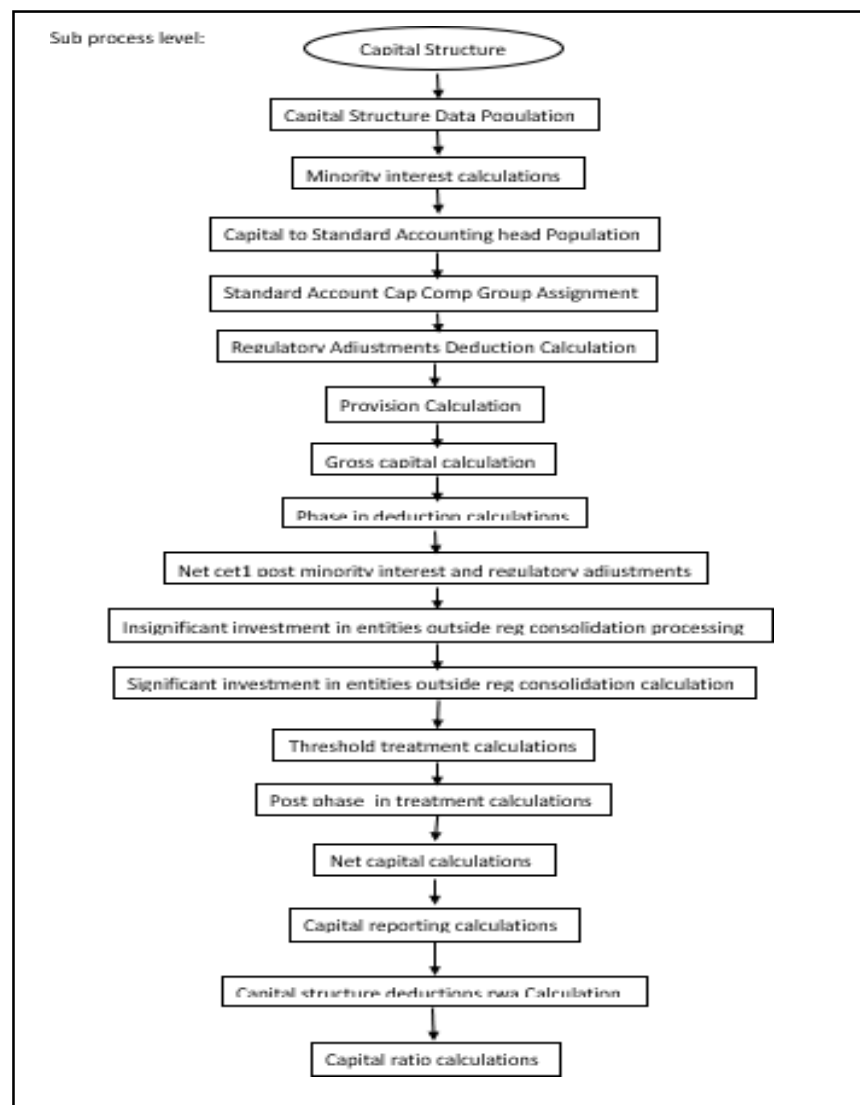 Sub process level:
Capital Structure
Capital Structure Data Population
Minority interest calculations
Capital to Standard Accounting head Population
Standard Account Cap Comp Group Assignment
Regulatory Adjustments Deduction Calculation
Provision Calculation
Gross capital calculation
Phase in deduction calculations
Net cet1 post minority interest and regulatory adjustments
Insignificant investment in entities outside reg consolidation processing
Significant investment in entities outside reg consolidation calculation
Threshold treatment calculations
Post phase in treatment calculations
Net capital calculations
Capital reporting calculations
Capital structure deductions rwa Calculation
Capital ratio calculations